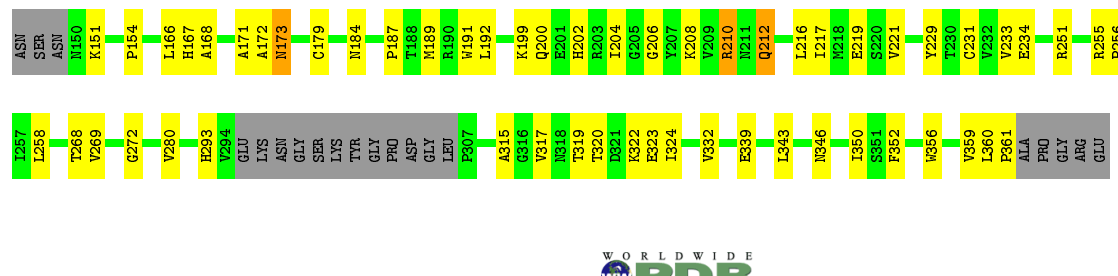 ASN SER ASN N150 K151 P154 L166 H167 A168 A171 A172 N173 C179 N184 P187 T188 M189 R190 W191 L192 K199 Q200 E201 H202 R203 I204 G205 G206 Y207 K208 V209 R210 N211 Q212 L216 I217 M218 E219 S220 V221 Y229 T230 C231 V232 V233 E234 R251 R255 P256
I257 L258 T268 V269 G272 V280 H293 V294 GLU LYS ASN GLY SER LYS TYR GLY PRO ASP GLY LEU P307 A315 G316 V317 N318 T319 T320 D321 K322 E323 I324 V332 E339 L343 N346 I350 S351 F352 W356 V359 L360 P361 ALA PRO GLY ARG GLU
WORLDWIDE
PDB